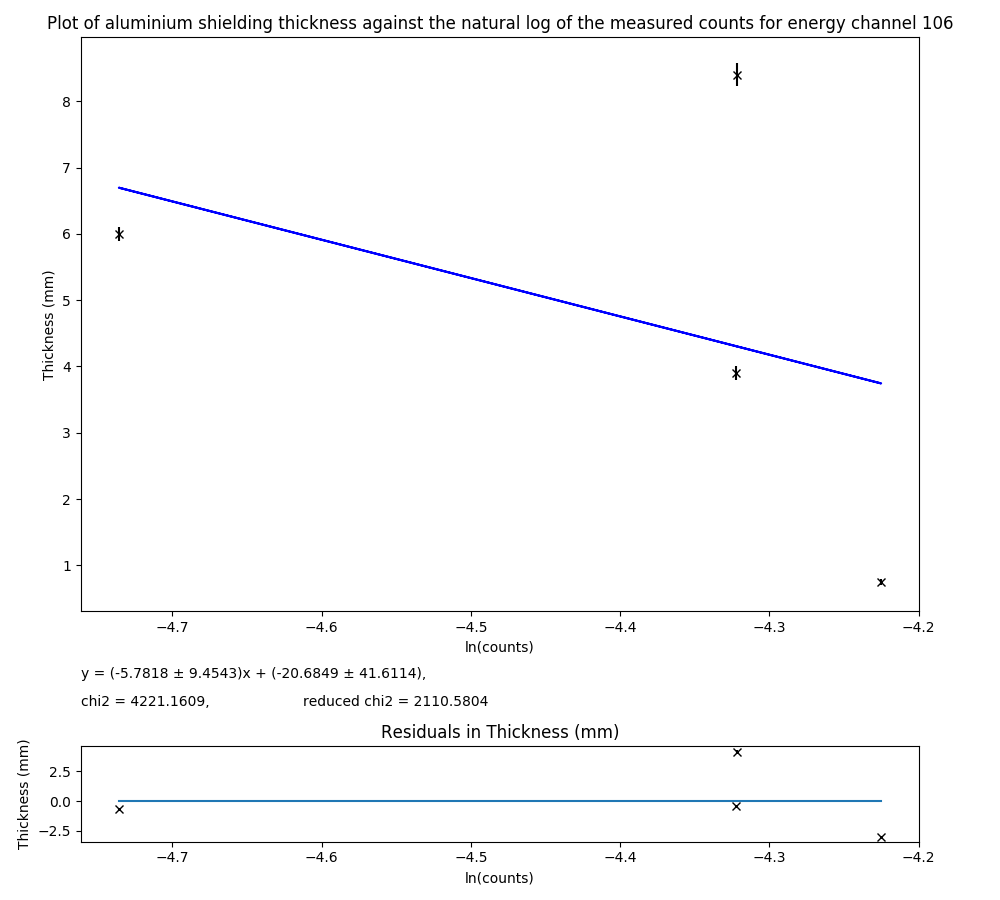 Plot of aluminium shielding thickness against the natural log of the measured counts for energy channel 106
8
7
6
5
4
3
2
1
Thickness (mm)
−4.7 −4.6 −4.5 −4.4 −4.3 −4.2
ln(counts)
y = (-5.7818 ± 9.4543)x + (-20.6849 ± 41.6114),
chi2 = 4221.1609, reduced chi2 = 2110.5804
Residuals in Thickness (mm)
2.5
0.0
−2.5
Thickness (mm)
−4.7 −4.6 −4.5 −4.4 −4.3 −4.2
ln(counts)